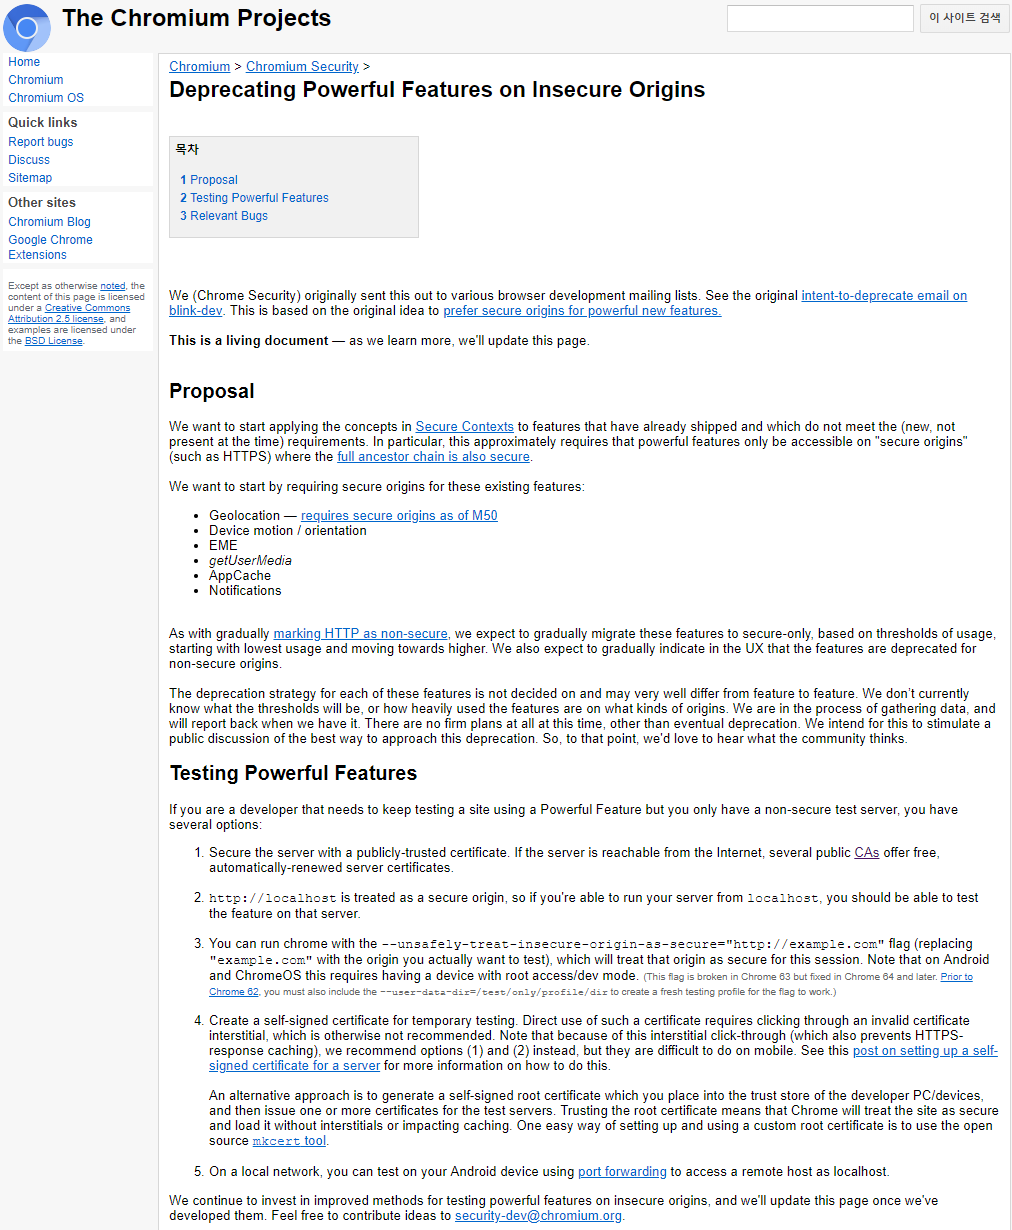 The Chromium Projects
이 사이트 검색
Home
Chromium
Chromium OS
Quick links
Report bugs
Discuss
Sitemap
Other sites
Chromium Blog
Google Chrome
Extensions
Except as otherwise noted, the
content of this page is licensed
under a Creative Commons
Attribution 2.5 license, and
examples are licensed under
the BSD License.
Chromium > Chromium Security >
Deprecating Powerful Features on Insecure Origins
목차
1 Proposal
2 Testing Powerful Features
3 Relevant Bugs
We (Chrome Security) originally sent this out to various browser development mailing lists. See the original intent-to-deprecate email on
blink-dev. This is based on the original idea to prefer secure origins for powerful new features.
This is a living document — as we learn more, we'll update this page.
Proposal
We want to start applying the concepts in Secure Contexts to features that have already shipped and which do not meet the (new, not
present at the time) requirements. In particular, this approximately requires that powerful features only be accessible on "secure origins"
(such as HTTPS) where the full ancestor chain is also secure.
We want to start by requiring secure origins for these existing features:
• Geolocation — requires secure origins as of M50
• Device motion / orientation
• EME
• getUserMedia
• AppCache
• Notifications
As with gradually marking HTTP as non-secure, we expect to gradually migrate these features to secure-only, based on thresholds of usage,
starting with lowest usage and moving towards higher. We also expect to gradually indicate in the UX that the features are deprecated for
non-secure origins.
The deprecation strategy for each of these features is not decided on and may very well differ from feature to feature. We don't currently
know what the thresholds will be, or how heavily used the features are on what kinds of origins. We are in the process of gathering data, and
will report back when we have it. There are no firm plans at all at this time, other than eventual deprecation. We intend for this to stimulate a
public discussion of the best way to approach this deprecation. So, to that point, we'd love to hear what the community thinks.
Testing Powerful Features
If you are a developer that needs to keep testing a site using a Powerful Feature but you only have a non-secure test server, you have
several options:
1. Secure the server with a publicly-trusted certificate. If the server is reachable from the Internet, several public CAs offer free,
automatically-renewed server certificates.
2. http://localhost is treated as a secure origin, so if you're able to run your server from localhost, you should be able to test
the feature on that server.
3. You can run chrome with the --unsafely-treat-insecure-origin-as-secure="http://example.com" flag (replacing
"example.com" with the origin you actually want to test), which will treat that origin as secure for this session. Note that on Android
and ChromeOS this requires having a device with root access/dev mode. (This flag is broken in Chrome 63 but fixed in Chrome 64 and later. Prior to
Chrome 62, you must also include the --user-data-dir=/test/only/profile/dir to create a fresh testing profile for the flag to work.)
4. Create a self-signed certificate for temporary testing. Direct use of such a certificate requires clicking through an invalid certificate
interstitial, which is otherwise not recommended. Note that because of this interstitial click-through (which also prevents HTTPS-
response caching), we recommend options (1) and (2) instead, but they are difficult to do on mobile. See this post on setting up a self-
signed certificate for a server for more information on how to do this.
An alternative approach is to generate a self-signed root certificate which you place into the trust store of the developer PC/devices,
and then issue one or more certificates for the test servers. Trusting the root certificate means that Chrome will treat the site as secure
and load it without interstitials or impacting caching. One easy way of setting up and using a custom root certificate is to use the open
source mkcert tool.
5. On a local network, you can test on your Android device using port forwarding to access a remote host as localhost.
We continue to invest in improved methods for testing powerful features on insecure origins, and we'll update this page once we've
developed them. Feel free to contribute ideas to security-dev@chromium.org.